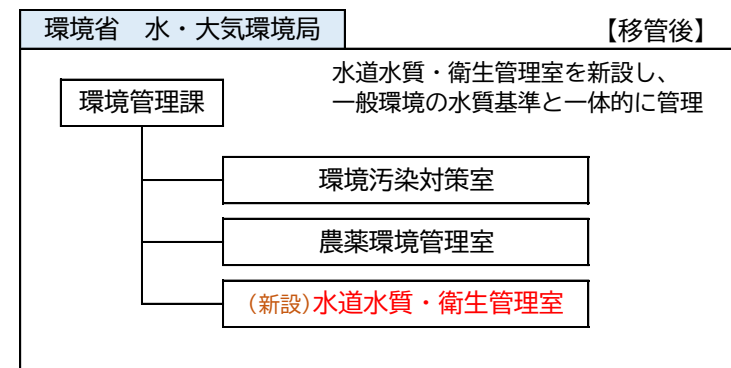 環境省　水・大気環境局
【移管後】
水道水質・衛生管理室を新設し、
一般環境の水質基準と一体的に管理
環境管理課
環境汚染対策室
農薬環境管理室
(新設)水道水質・衛生管理室